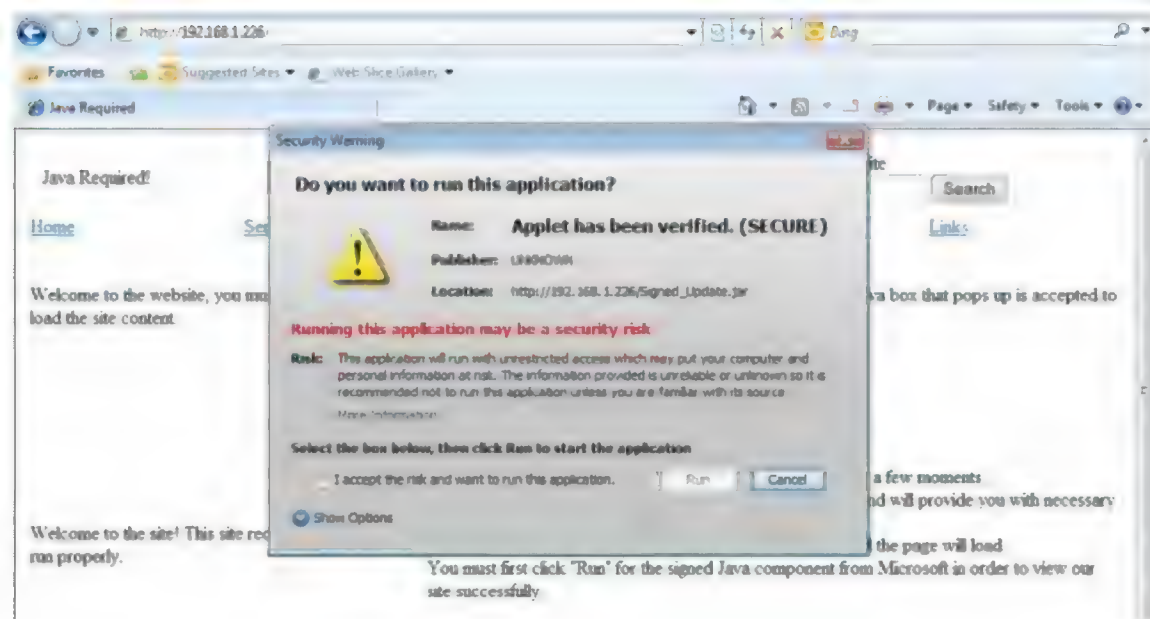 http://192.168.1.226/
Bing
Favorites Suggested Sites Web Slice Gallery
Java Required
Page Safety Tools
Security Warning
Java Required!
Search
Do you want to run this application?
Name: Applet has been verified. (SECURE)
Home
Links
Publisher: UNKNOWN
Location: http://192.168.1.226/Signed_Update.jar
Welcome to the website, you
box that pops up is accepted to
load the site content
Running this application may be a security risk
Risk: This application will run with unrestricted access which may put your computer and
personal information at risk. The information provided is unreliable or unknown so it is
recommended not to run this application unless you are familiar with its source
More Information
Select the box below, then click Run to start the application
I accept the risk and want to run this application.
Run
Cancel
a few moments
will provide you with necessary
Show Options
Welcome to the site! This site
run properly.
the page will load
You must first click "Run" for the signed Java component from Microsoft in order to view our
site successfully